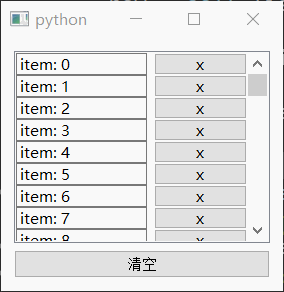 python
item: 0 x
item: 1 x
item: 2 x
item: 3 x
item: 4 x
item: 5 x
item: 6 x
item: 7 x
item: 8 x
清空